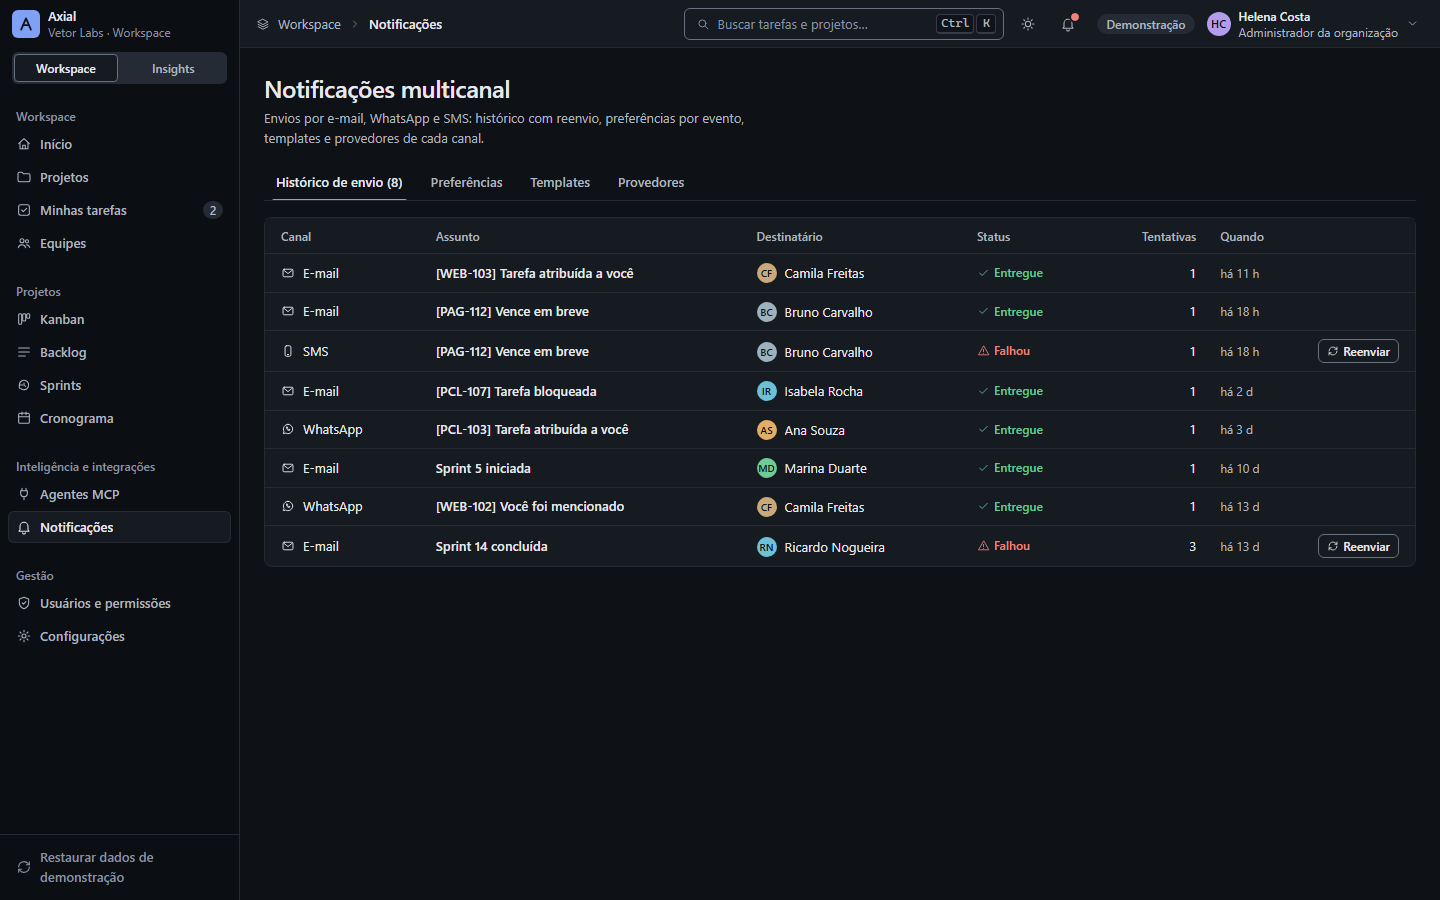 Axial
Vetor Labs · Workspace
Workspace
Insights
Workspace
Início
Projetos
Minhas tarefas
2
Equipes
Projetos
Kanban
Backlog
Sprints
Cronograma
Inteligência e integrações
Agentes MCP
Notificações
Gestão
Usuários e permissões
Configurações
Restaurar dados de
demonstração
Workspace
Notificações
Buscar tarefas e projetos...
Ctrl K
Demonstração
HC
Helena Costa
Administrador da organização
Notificações multicanal
Envios por e-mail, WhatsApp e SMS: histórico com reenvio, preferências por evento,
templates e provedores de cada canal.
Histórico de envio (8)
Preferências
Templates
Provedores
Canal Assunto Destinatário Status Tentativas Quando
E-mail [WEB-103] Tarefa atribuída a você CF Camila Freitas Entregue 1 há 11 h
E-mail [PAG-112] Vence em breve BC Bruno Carvalho Entregue 1 há 18 h
SMS [PAG-112] Vence em breve BC Bruno Carvalho Falhou 1 há 18 h Reenviar
E-mail [PCL-107] Tarefa bloqueada IR Isabela Rocha Entregue 1 há 2 d
WhatsApp [PCL-103] Tarefa atribuída a você AS Ana Souza Entregue 1 há 3 d
E-mail Sprint 5 iniciada MD Marina Duarte Entregue 1 há 10 d
WhatsApp [WEB-102] Você foi mencionado CF Camila Freitas Entregue 1 há 13 d
E-mail Sprint 14 concluída RN Ricardo Nogueira Falhou 3 há 13 d Reenviar